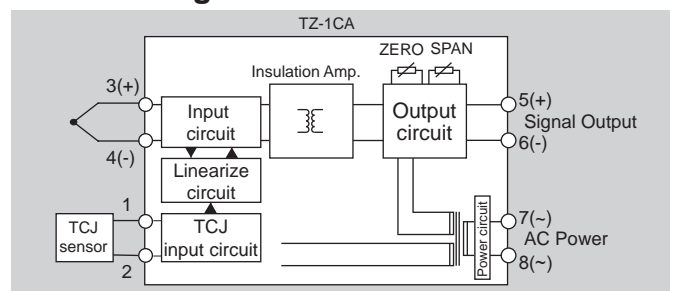 TZ-1CA
ZERO SPAN
Insulation Amp.
3(+)
4(-)
Input
circuit
Output
circuit
5(+)
Signal Output
6(-)
Linearize
circuit
1
TCJ
sensor
2
TCJ
input circuit
Power circuit
7(~)
AC Power
8(~)